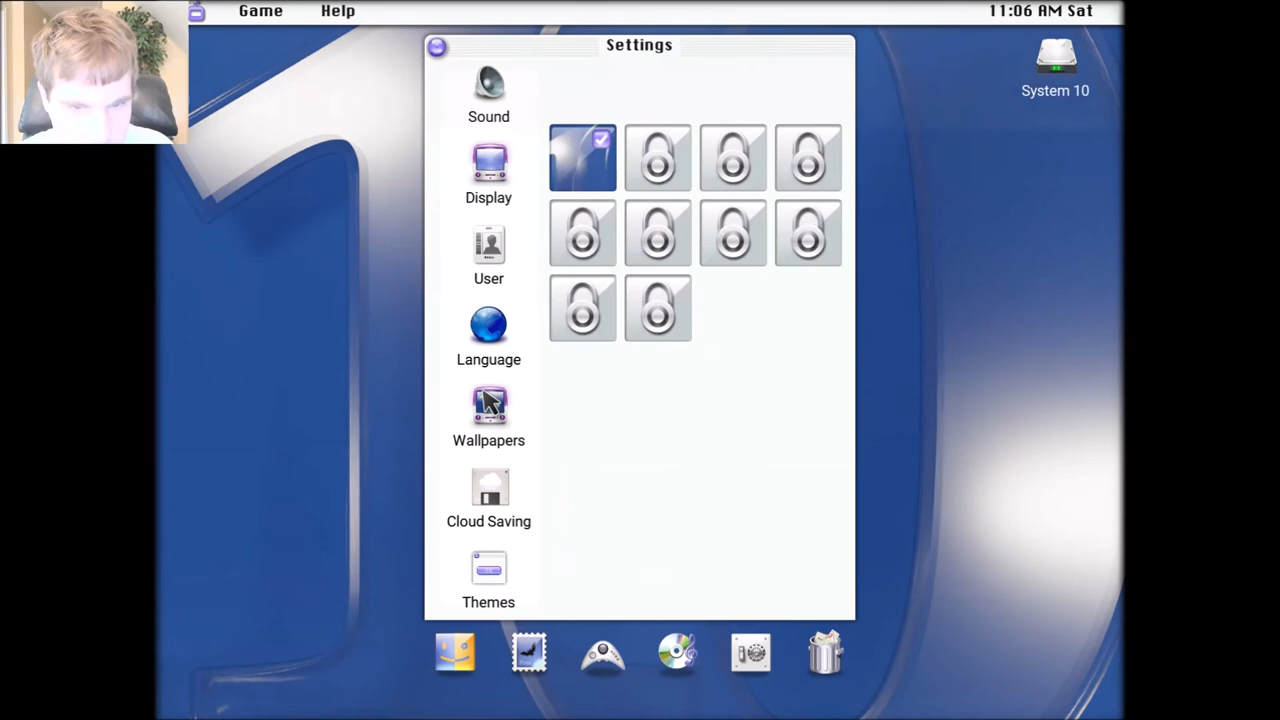 Game Help 11:06 AM Sat
Settings
System 10
Sound
Display
User
Language
Wallpapers
Cloud Saving
Themes